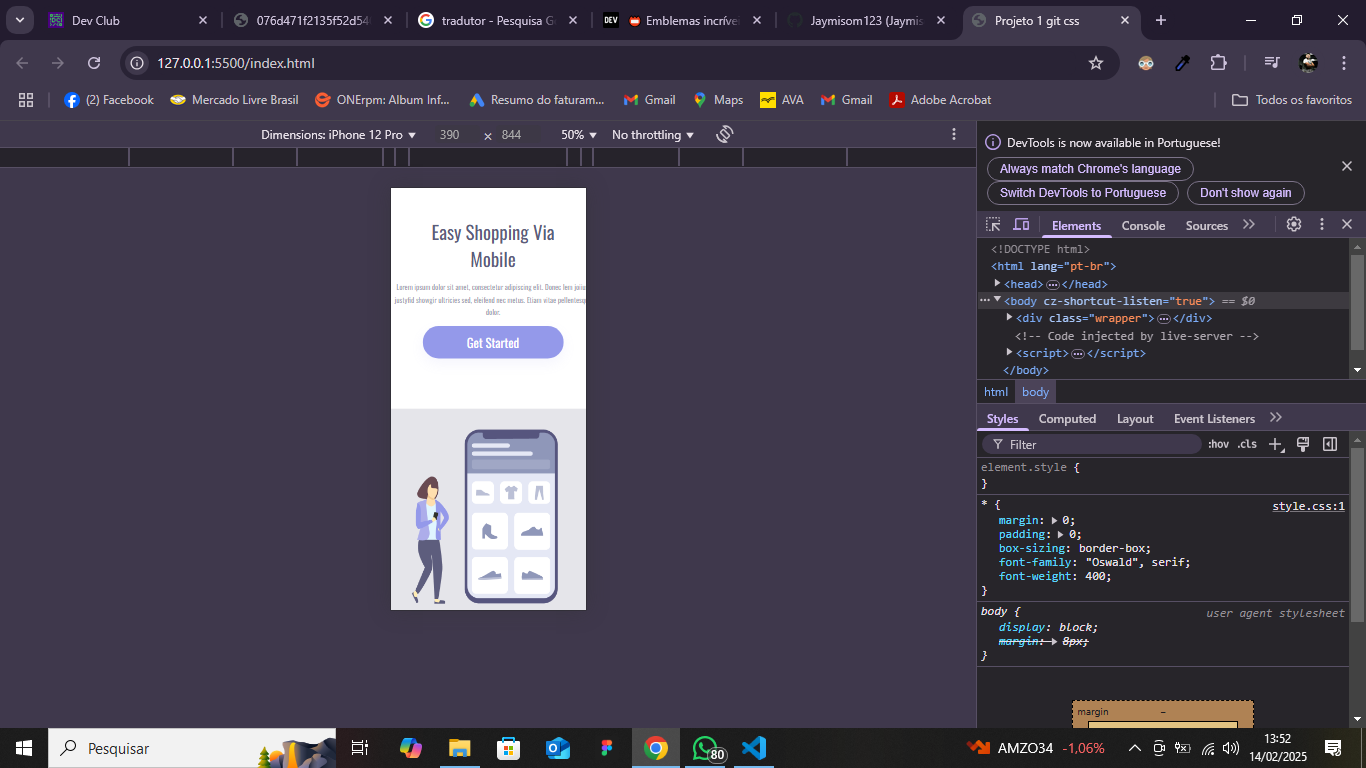 Dev Club
076d471f2135f52d54
tradutor - Pesquisa G
DEV
Emblemas incrívei
Jaymisom123 (Jaymis
Projeto 1 git css
127.0.0.1:5500/index.html
(2) Facebook
Mercado Livre Brasil
ONErpm: Album Inf...
Resumo do faturam...
Gmail
Maps
AVA
Gmail
Adobe Acrobat
Todos os favoritos
Dimensions: iPhone 12 Pro 390 × 844 50% No throttling
DevTools is now available in Portuguese!
Always match Chrome's language
Switch DevTools to Portuguese
Don't show again
Elements Console Sources
<!DOCTYPE html>
<html lang="pt-br">
<head> </head>
<body cz-shortcut-listen="true"> == $0
<div class="wrapper"> </div>
<!-- Code injected by live-server -->
<script> </script>
</body>
html body
Styles Computed Layout Event Listeners
Filter :hov .cls
element.style {
}
* { style.css:1
margin: 0;
padding: 0;
box-sizing: border-box;
font-family: "Oswald", serif;
font-weight: 400;
}
body { user agent stylesheet
display: block;
margin: 8px;
}
margin –
Easy Shopping Via
Mobile
Lorem ipsum dolor sit amet, consectetur adipiscing elit. Donec
ultricies sed, eleifend nec metus. Etiam vitae
dolor.
Get Started
Pesquisar
80
AMZO34 -1,06%
13:52
14/02/2025